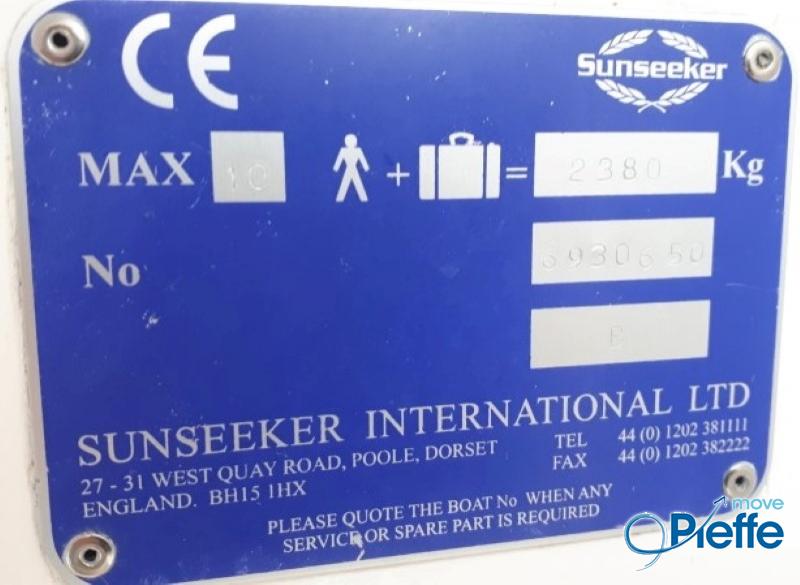 CE
Sunseeker
MAX 10 + = 2380 Kg
No 6930650
B
SUNSEEKER INTERNATIONAL LTD
27 - 31 WEST QUAY ROAD, POOLE, DORSET
ENGLAND. BH15 1HX
TEL 44 (0) 1202 381111
FAX 44 (0) 1202 382222
PLEASE QUOTE THE BOAT No WHEN ANY
SERVICE OR SPARE PART IS REQUIRED
move
Pieffe